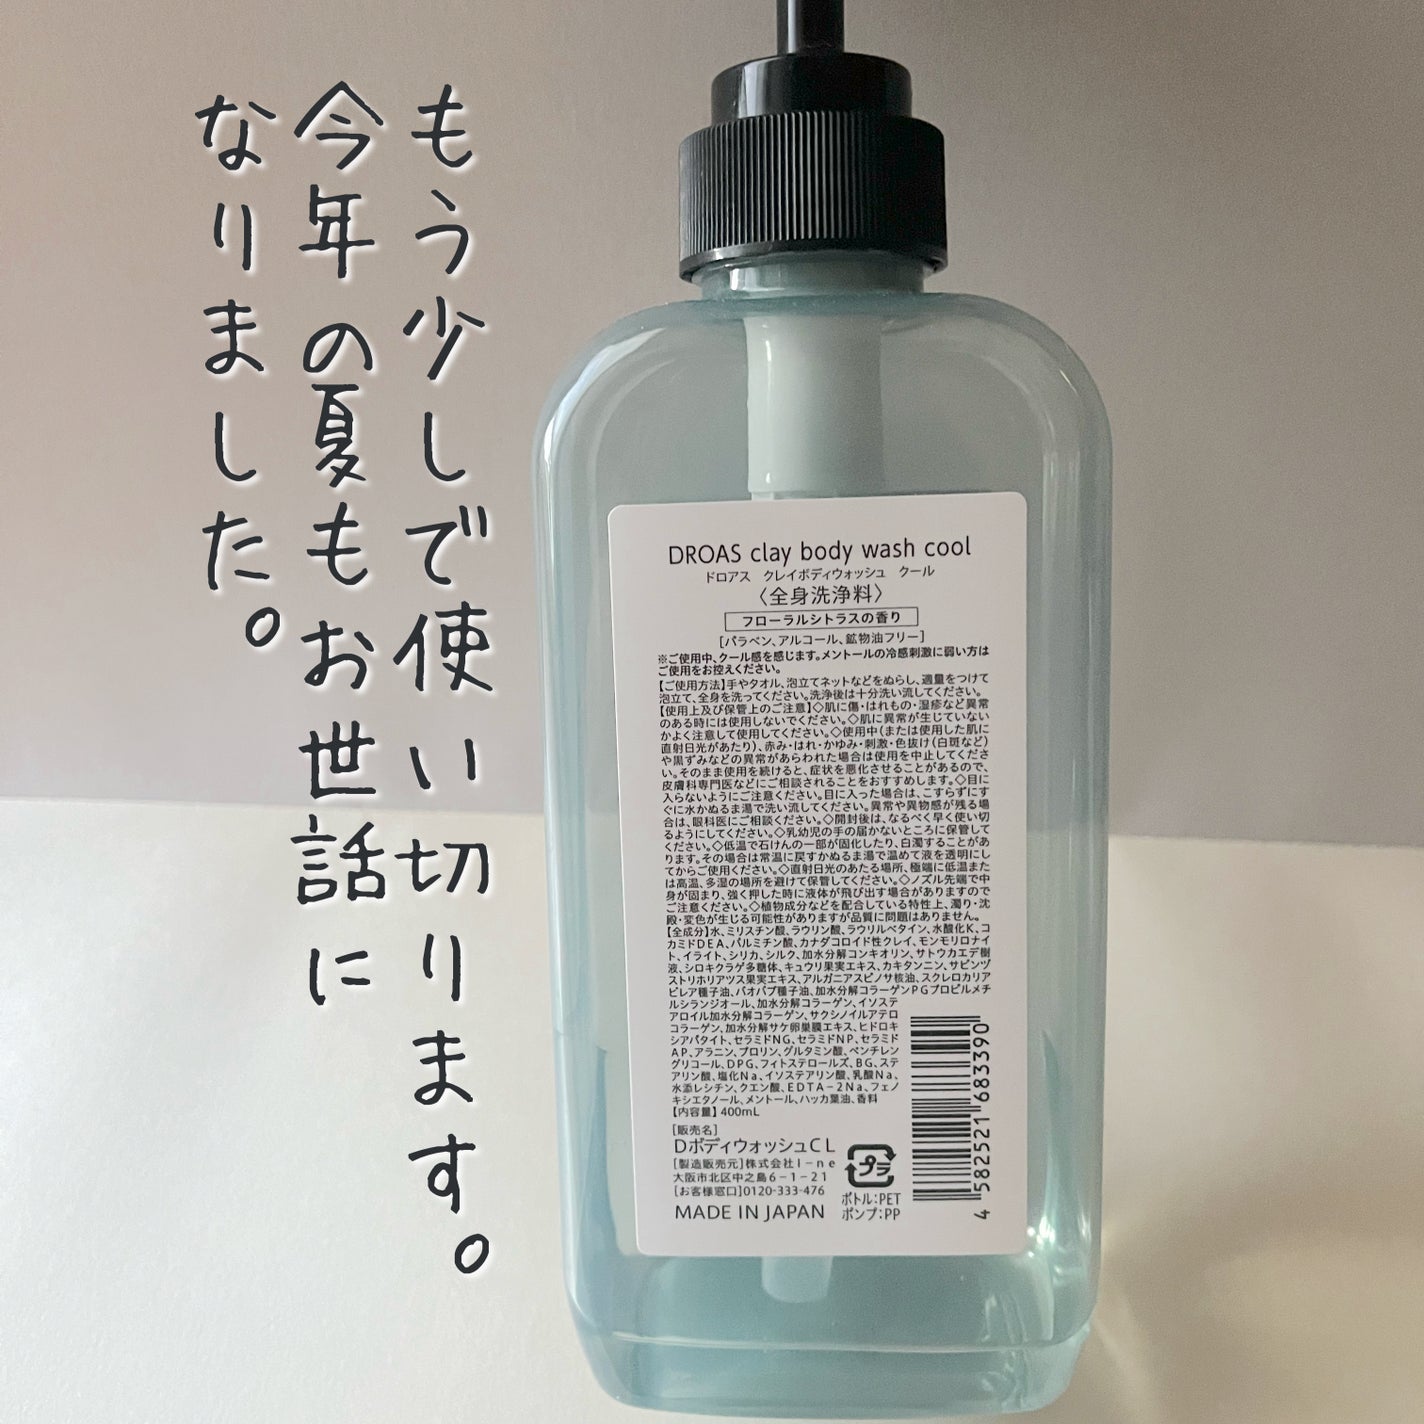 もう少しで使い切ります。
今年の夏もお世話に
なりました。
DROAS clay body wash cool
ドロアス クレイボディウォッシュ クール
〈全身洗浄料〉
フローラルシトラスの香り
[パラベン、アルコール、鉱物油フリー]
※ご使用中、クール感を感じます。メントールの冷感刺激に弱い方は
ご使用をお控えください。
【ご使用方法】手やタオル、泡立てネットなどをぬらし、適量をつけて
泡立て、全身を洗ってください。洗浄後は十分洗い流してください。
【使用上及び保管上のご注意】◇肌に傷・はれもの・湿疹など異常
のある時には使用しないでください。◇肌に異常が生じていない
かよく注意して使用してください。◇使用中(または使用した肌に
直射日光があたり)、赤み・はれ・かゆみ・刺激・色抜け(白斑など)
や黒ずみなどの異常があらわれた場合は使用を中止してくださ
い。そのまま使用を続けると、症状を悪化させることがあるので、
皮膚科専門医などにご相談されることをおすすめします。◇目に
入らないようにご注意ください。目に入った場合は、こすらずにす
ぐに水かぬるま湯で洗い流してください。異常や異物感が残る場
合は、眼科医にご相談ください。◇開封後は、なるべく早く使い切
るようにしてください。◇乳幼児の手の届かないところに保管して
ください。◇低温で石けんの一部が固化したり、白濁することがあ
ります。その場合は常温に戻すかぬるま湯で温めて液を透明にし
てからご使用ください。◇直射日光のあたる場所、極端に低温また
は高温、多湿の場所を避けて保管してください。◇ノズル先端で中
身が固まり、強く押した時に液体が飛び出す場合がありますので
ご注意ください。◇植物成分などを配合している特性上、濁り・沈
殿・変色が生じる可能性がありますが品質に問題はありません。
【全成分】水、ミリスチン酸、ラウリン酸、ラウリルベタイン、水酸化K、コ
カミドDEA、パルミチン酸、カナダコロイド性クレイ、モンモリロナイ
ト、イライト、シリカ、シルク、加水分解コンキオリン、サトウカエデ樹
液、シロキクラゲ多糖体、キュウリ果実エキス、カキタンニン、サピンヅ
ストリホリアツス果実エキス、アルガニアスピノサ核油、スクレロカリア
ビレア種子油、バオバブ種子油、加水分解コラーゲンPGプロピルメチ
ルシランジオール、加水分解コラーゲン、イソステ
アロイル加水分解コラーゲン、サクシノイルアテロ
コラーゲン、加水分解サケ卵巣膜エキス、ヒドロキ
シアパタイト、セラミドNG、セラミドNP、セラミド
AP、アラニン、プロリン、グルタミン酸、ペンチレン
グリコール、DPG、フィトステロールズ、BG、ステ
アリン酸、塩化Na、イソステアリン酸、乳酸Na、
水添レシチン、クエン酸、EDTA-2Na、フェノ
キシエタノール、メントール、ハッカ葉油、香料
【内容量】400mL
[販売名]
DボディウォッシュCL
[製造販売元]株式会社I-ne
大阪市北区中之島6-1-21
[お客様窓口]0120-333-476
MADE IN JAPAN
プラ
ボトル:PET
ポンプ:PP
4 582521 683390